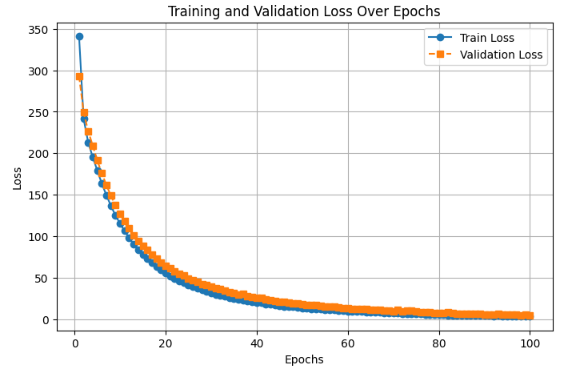 Training and Validation Loss Over Epochs
350
300
250
200
150
100
50
0
Loss
Train Loss
Validation Loss
0 20 40 60 80 100
Epochs